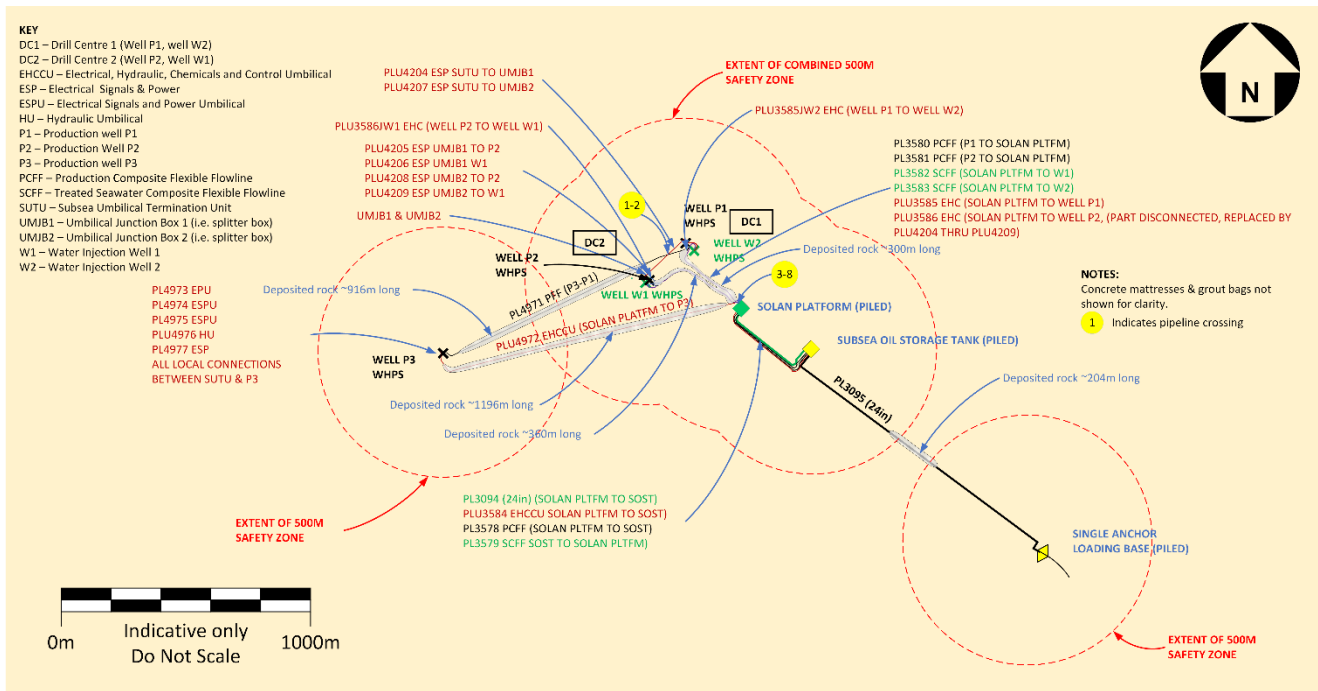 KEY
DC1 – Drill Centre 1 (Well P1, well W2)
DC2 – Drill Centre 2 (Well P2, Well W1)
EHCCU – Electrical, Hydraulic, Chemicals and Control Umbilical
ESP – Electrical Signals & Power
ESPU – Electrical Signals and Power Umbilical
HU – Hydraulic Umbilical
P1 – Production well P1
P2 – Production Well P2
P3 – Production well P3
PCFF – Production Composite Flexible Flowline
SCFF – Treated Seawater Composite Flexible Flowline
SUTU – Subsea Umbilical Termination Unit
UMJB1 – Umbilical Junction Box 1 (i.e. splitter box)
UMJB2 – Umbilical Junction Box 2 (i.e. splitter box)
W1 – Water Injection Well 1
W2 – Water Injection Well 2
PLU4204 ESP SUTU TO UMJB1
PLU4207 ESP SUTU TO UMJB2
PLU3586JW1 EHC (WELL P2 TO WELL W1)
PLU4205 ESP UMJB1 TO P2
PLU4206 ESP UMJB1 W1
PLU4208 ESP UMJB2 TO P2
PLU4209 ESP UMJB2 TO W1
UMJB1 & UMJB2
EXTENT OF COMBINED 500M
SAFETY ZONE
PLU3585JW2 EHC (WELL P1 TO WELL W2)
N
PL3580 PCFF (P1 TO SOLAN PLTFM)
PL3581 PCFF (P2 TO SOLAN PLTFM)
PL3582 SCFF (SOLAN PLTFM TO W1)
PL3583 SCFF (SOLAN PLTFM TO W2)
PLU3585 EHC (SOLAN PLTFM TO WELL P1)
PLU3586 EHC (SOLAN PLTFM TO WELL P2, (PART DISCONNECTED, REPLACED BY
PLU4204 THRU PLU4209)
1-2
WELL P1
WHPS
DC1
DC2
WELL W2
WHPS
Deposited rock ~300m long
WELL P2
WHPS
3-8
WELL W1 WHPS
SOLAN PLATFORM (PILED)
NOTES:
Concrete mattresses & grout bags not
shown for clarity.
1
Indicates pipeline crossing
PL4973 EPU
PL4974 ESPU
PL4975 ESPU
PLU4976 HU
PL4977 ESP
ALL LOCAL CONNECTIONS
BETWEEN SUTU & P3
Deposited rock ~916m long
PL4971 PFF (P3-P1)
PLU4972 EHCCU (SOLAN PLATFM TO P3)
SUBSEA OIL STORAGE TANK (PILED)
WELL P3
WHPS
Deposited rock ~1196m long
Deposited rock ~360m long
PL3095 (24in)
Deposited rock ~204m long
PL3094 (24in) (SOLAN PLTFM TO SOST)
PLU3584 EHCCU SOLAN PLTFM TO SOST)
PL3578 PCFF (SOLAN PLTFM TO SOST)
PL3579 SCFF SOST TO SOLAN PLTFM)
EXTENT OF 500M
SAFETY ZONE
SINGLE ANCHOR
LOADING BASE (PILED)
0m
Indicative only
Do Not Scale
1000m
EXTENT OF 500M
SAFETY ZONE